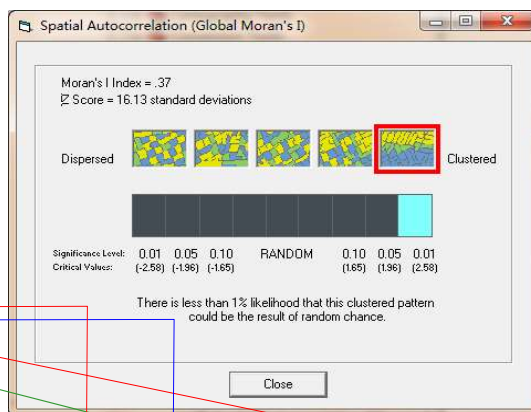 Spatial Autocorrelation (Global Moran's I)
Moran's I Index = .37
Z Score = 16.13 standard deviations
Dispersed Clustered
Significance Level: 0.01 0.05 0.10 RANDOM 0.10 0.05 0.01
Critical Values: (-2.58) (-1.96) (-1.65) (1.65) (1.96) (2.58)
There is less than 1% likelihood that this clustered pattern
could be the result of random chance.
Close